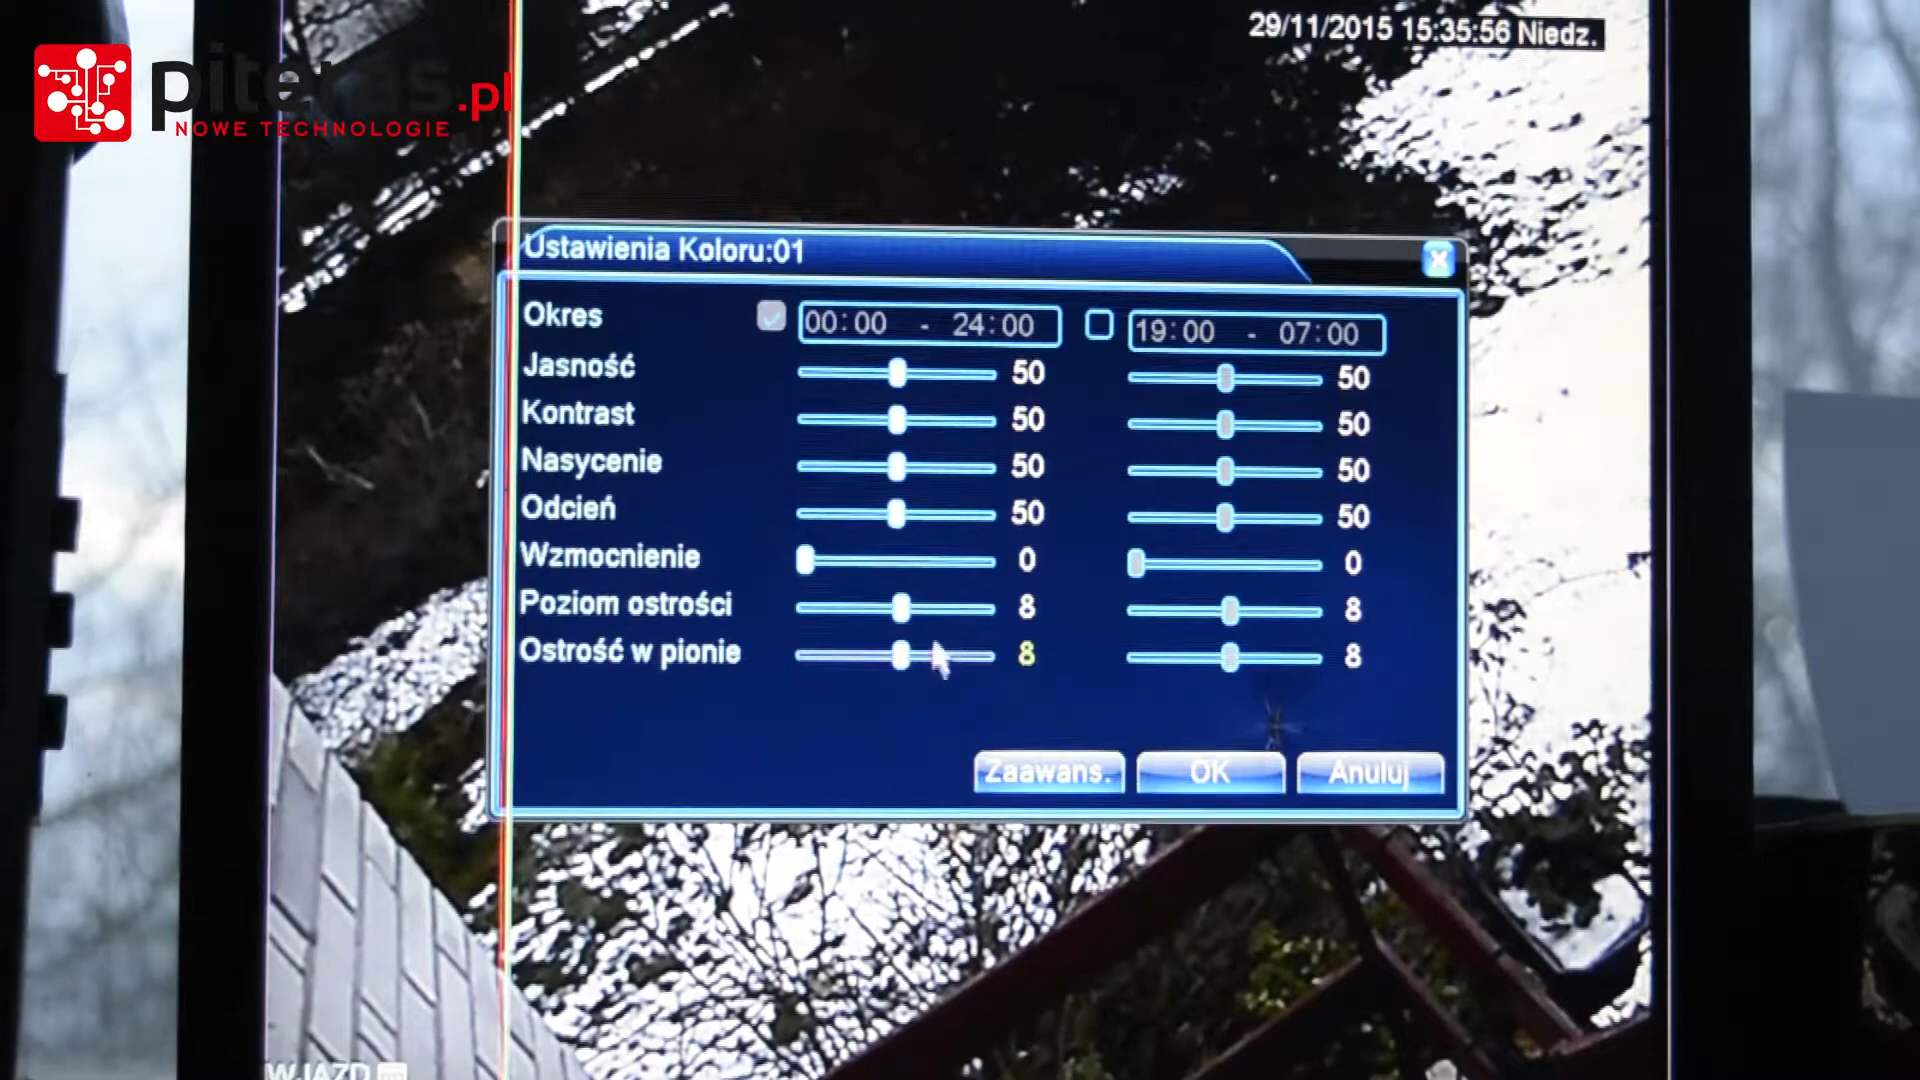 29/11/2015 15:35:56 Niedz.
piteras.pl
NOWE TECHNOLOGIE
Ustawienia Koloru:01
Okres 00:00 - 24:00 19:00 - 07:00
Jasność 50 50
Kontrast 50 50
Nasycenie 50 50
Odcień 50 50
Wzmocnienie 0 0
Poziom ostrości 8 8
Ostrość w pionie 8 8
Zaawans. OK Anuluj
WJAZD